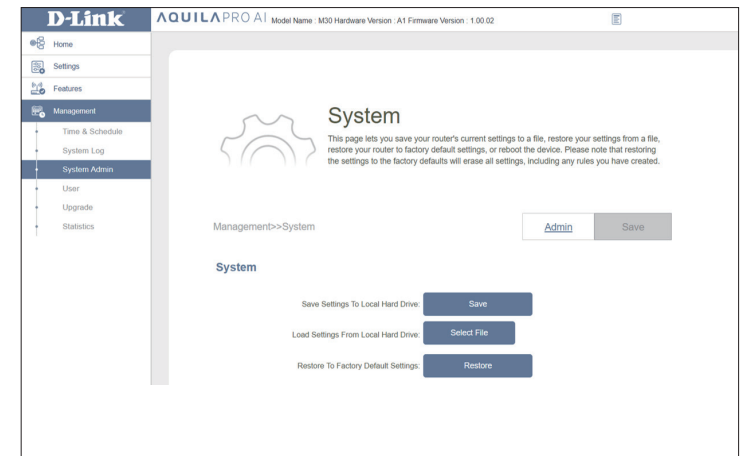 D-Link
AQUILA PRO AI Model Name : M30 Hardware Version : A1 Firmware Version : 1.00.02
Home
Settings
Features
Management
Time & Schedule
System Log
System Admin
User
Upgrade
Statistics
System
This page lets you save your router's current settings to a file, restore your settings from a file,
restore your router to factory default settings, or reboot the device. Please note that restoring
the settings to the factory defaults will erase all settings, including any rules you have created.
Management>>System
Admin
Save
System
Save Settings To Local Hard Drive: Save
Load Settings From Local Hard Drive: Select File
Restore To Factory Default Settings: Restore